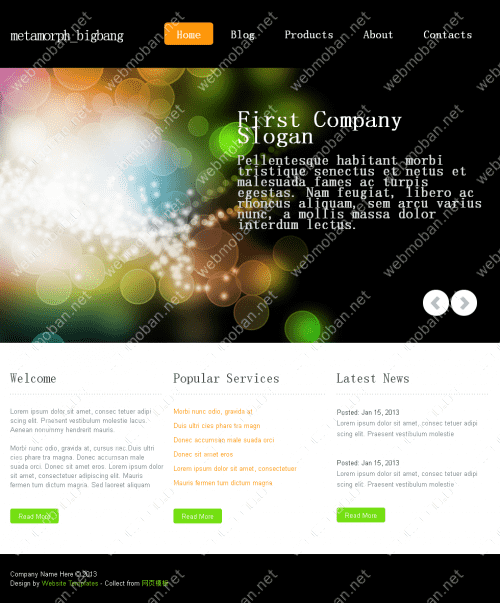 metamorph_bigbang
Home Blog Products About Contacts
First Company
Slogan
Pellentesque habitant morbi
tristique senectus et netus et
malesuada fames ac turpis
egestas. Nam feugiat, libero ac
rhoncus aliquam, sem arcu varius
nunc, a mollis massa dolor
interdum lectus.
Welcome
Lorem ipsum dolor sit amet, consec tetuer adipi
scing elit. Praesent vestibulum molestie lacus.
Aenean nonummy hendrerit mauris.
Morbi nunc odio, gravida at, cursus nec.Duis ultri
cies pharetra magna. Donec accumsan male
suada orci. Donec sit amet eros. Lorem ipsum dolor
sit amet, consectetuer adipiscing elit. Mauris
fermen tum dictum magna. Sed laoreet aliquam
Read More
Popular Services
Morbi nunc odio, gravida at
Duis ultri cies phare tra magn
Donec accumsan male suada orci
Donec sit amet eros
Lorem ipsum dolor sit amet, consectetuer
Mauris fermen tum dictum magna
Read More
Latest News
Posted: Jan 15, 2013
Lorem ipsum dolor sit amet, consec tetuer adipi
scing elit. Praesent vestibulum molestie
Posted: Jan 15, 2013
Lorem ipsum dolor sit amet, consec tetuer adipi
scing elit. Praesent vestibulum molestie
Read More
Company Name Here © 2013
Design by Website Templates - Collect from 网页模板
webmoban.net